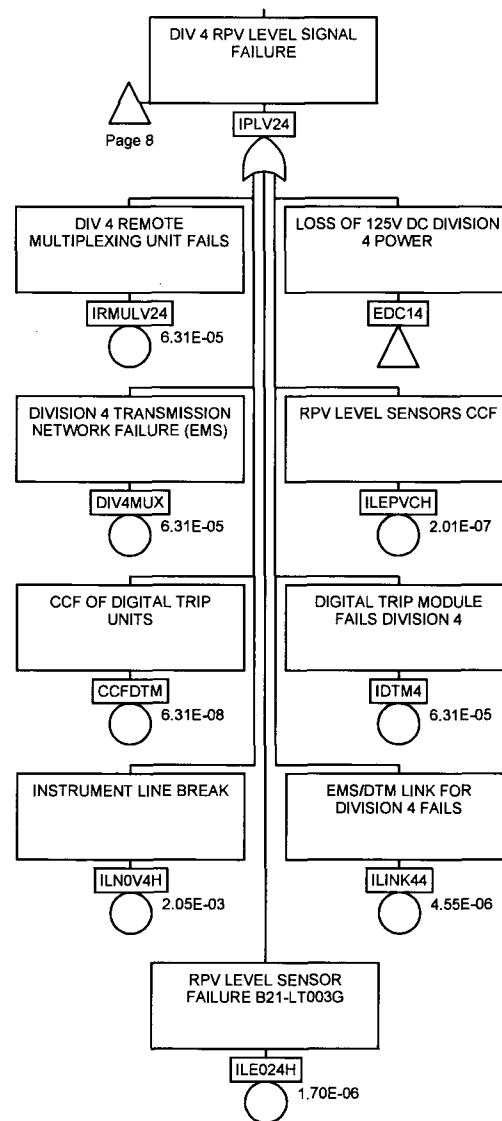 DIV 4 RPV LEVEL SIGNAL
FAILURE
Page 8
IPLV24
DIV 4 REMOTE
MULTIPLEXING UNIT FAILS
IRMULV24
6.31E-05
LOSS OF 125V DC DIVISION
4 POWER
EDC14
DIVISION 4 TRANSMISSION
NETWORK FAILURE (EMS)
DIV4MUX
6.31E-05
RPV LEVEL SENSORS CCF
ILEPVCH
2.01E-07
CCF OF DIGITAL TRIP
UNITS
CCFDTM
6.31E-08
DIGITAL TRIP MODULE
FAILS DIVISION 4
IDTM4
6.31E-05
INSTRUMENT LINE BREAK
ILN0V4H
2.05E-03
EMS/DTM LINK FOR
DIVISION 4 FAILS
ILINK44
4.55E-06
RPV LEVEL SENSOR
FAILURE B21-LT003G
ILE024H
1.70E-06